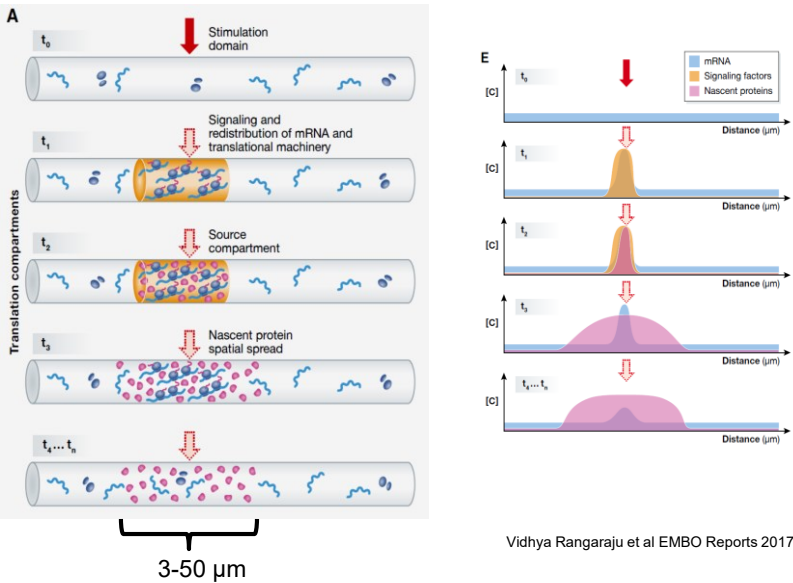 A
t0
Stimulation
domain
t1
Signaling and
redistribution of mRNA and
translational machinery
t2
Source
compartment
t3
Nascent protein
spatial spread
t4...tn
Translation compartments
3-50 µm
E
mRNA
Signaling factors
Nascent proteins
t0
[C]
Distance (µm)
t1
[C]
Distance (µm)
t2
[C]
Distance (µm)
t3
[C]
Distance (µm)
t4...tn
[C]
Distance (µm)
Vidhya Rangaraju et al EMBO Reports 2017